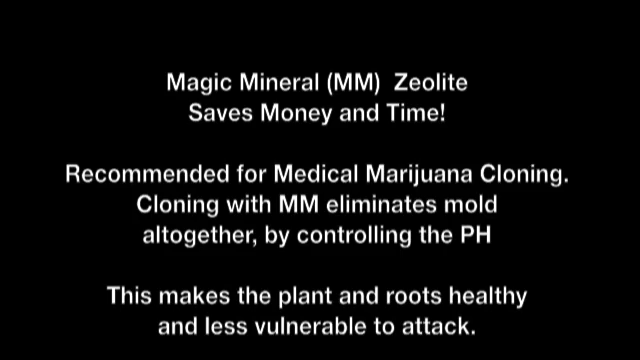 Magic Mineral (MM)  Zeolite
Saves Money and Time!
Recommended for Medical Marijuana Cloning.
Cloning with MM eliminates mold
altogether, by controlling the PH
This makes the plant and roots healthy
and less vulnerable to attack.